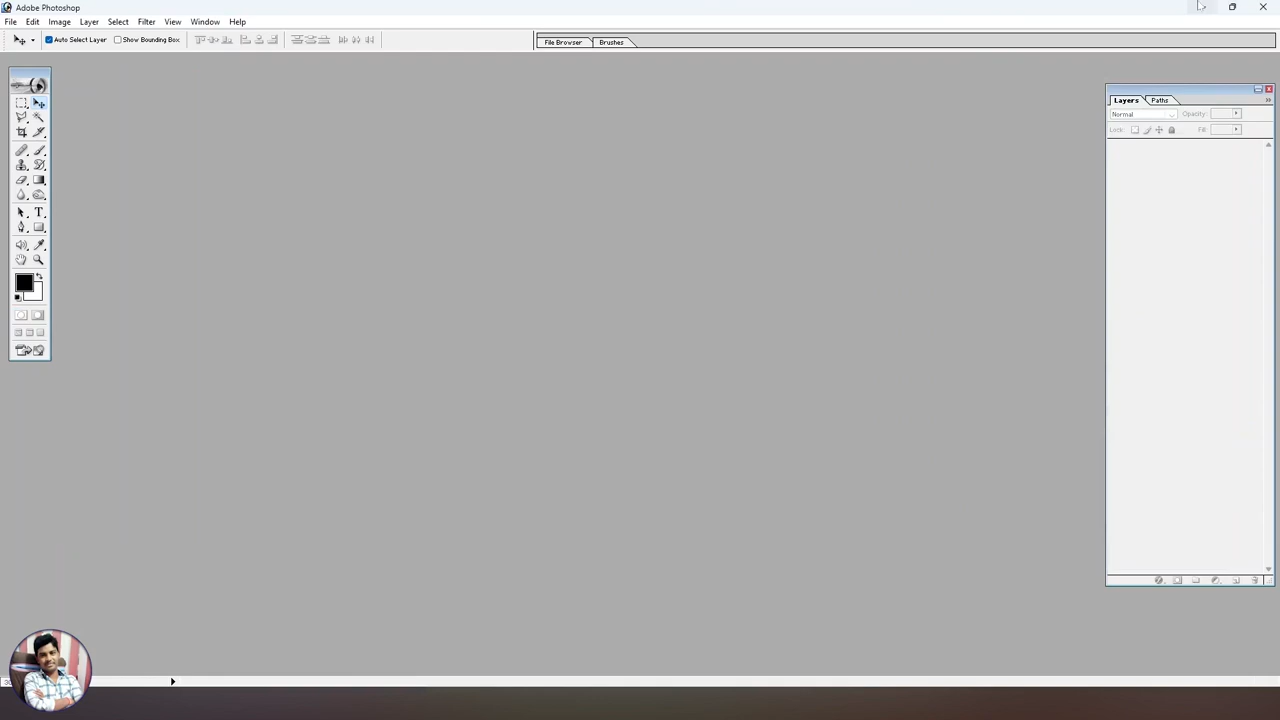 Adobe Photoshop
File Edit Image Layer Select Filter View Window Help
Auto Select Layer Show Bounding Box File Browser Brushes
Layers Paths
Normal Opacity:
Lock: Fill:
T